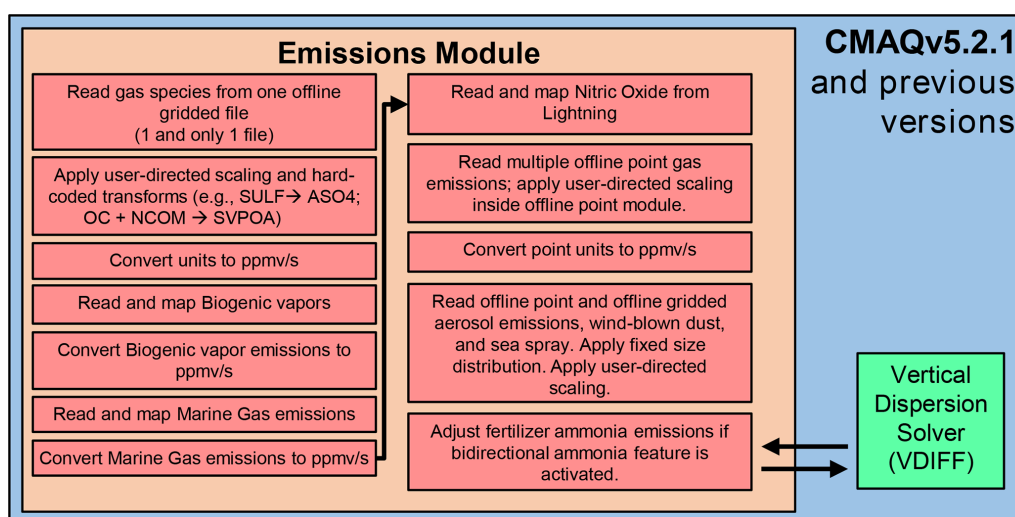 Emissions Module
Read gas species from one offline
gridded file
(1 and only 1 file)
Apply user-directed scaling and hard-
coded transforms (e.g., SULF→ ASO4;
OC + NCOM → SVPOA)
Convert units to ppmv/s
Read and map Biogenic vapors
Convert Biogenic vapor emissions to
ppmv/s
Read and map Marine Gas emissions
Convert Marine Gas emissions to ppmv/s
Read and map Nitric Oxide from
Lightning
Read multiple offline point gas
emissions; apply user-directed scaling
inside offline point module.
Convert point units to ppmv/s
Read offline point and offline gridded
aerosol emissions, wind-blown dust,
and sea spray. Apply fixed size
distribution. Apply user-directed
scaling.
Adjust fertilizer ammonia emissions if
bidirectional ammonia feature is
activated.
CMAQv5.2.1
and previous
versions
Vertical
Dispersion
Solver
(VDIFF)